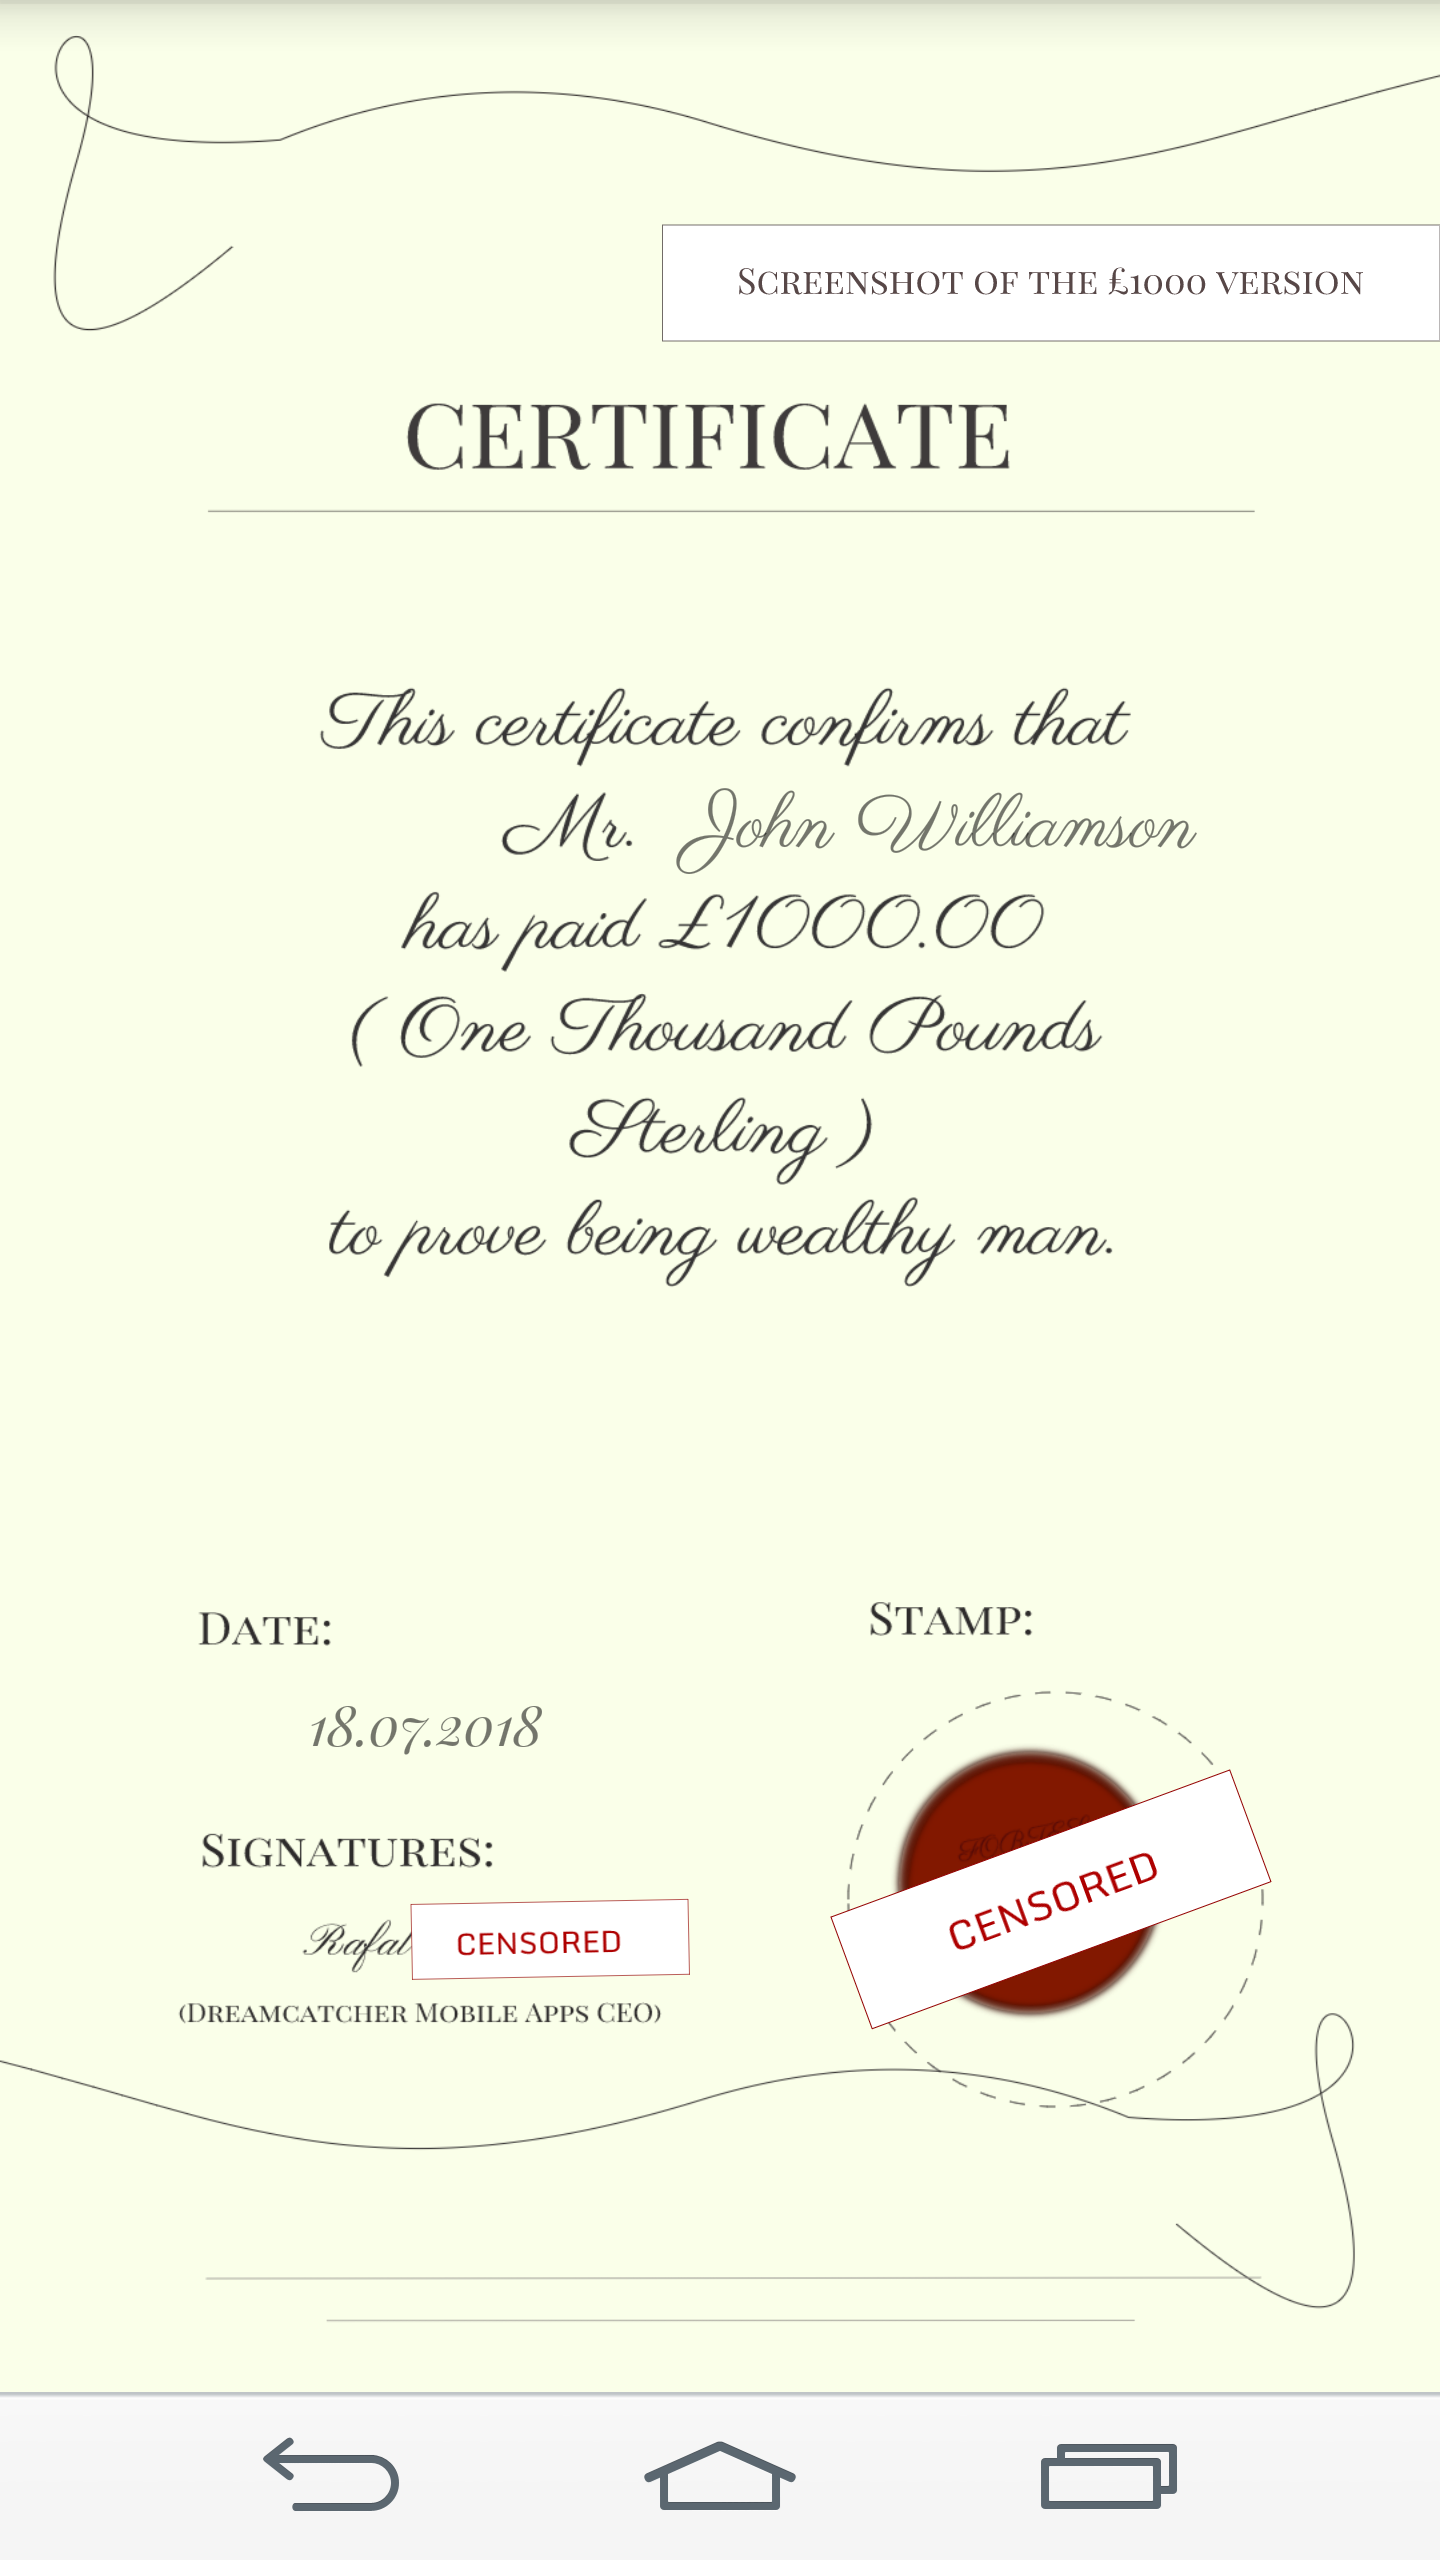 Screenshot of the £1000 version
CERTIFICATE
This certificate confirms that
Mr. John Williamson
has paid £1000.00
( One Thousand Pounds
Sterling )
to prove being wealthy man.
Date:
Stamp:
18.07.2018
Signatures:
Rafal CENSORED
(Dreamcatcher Mobile Apps CEO)
CENSORED